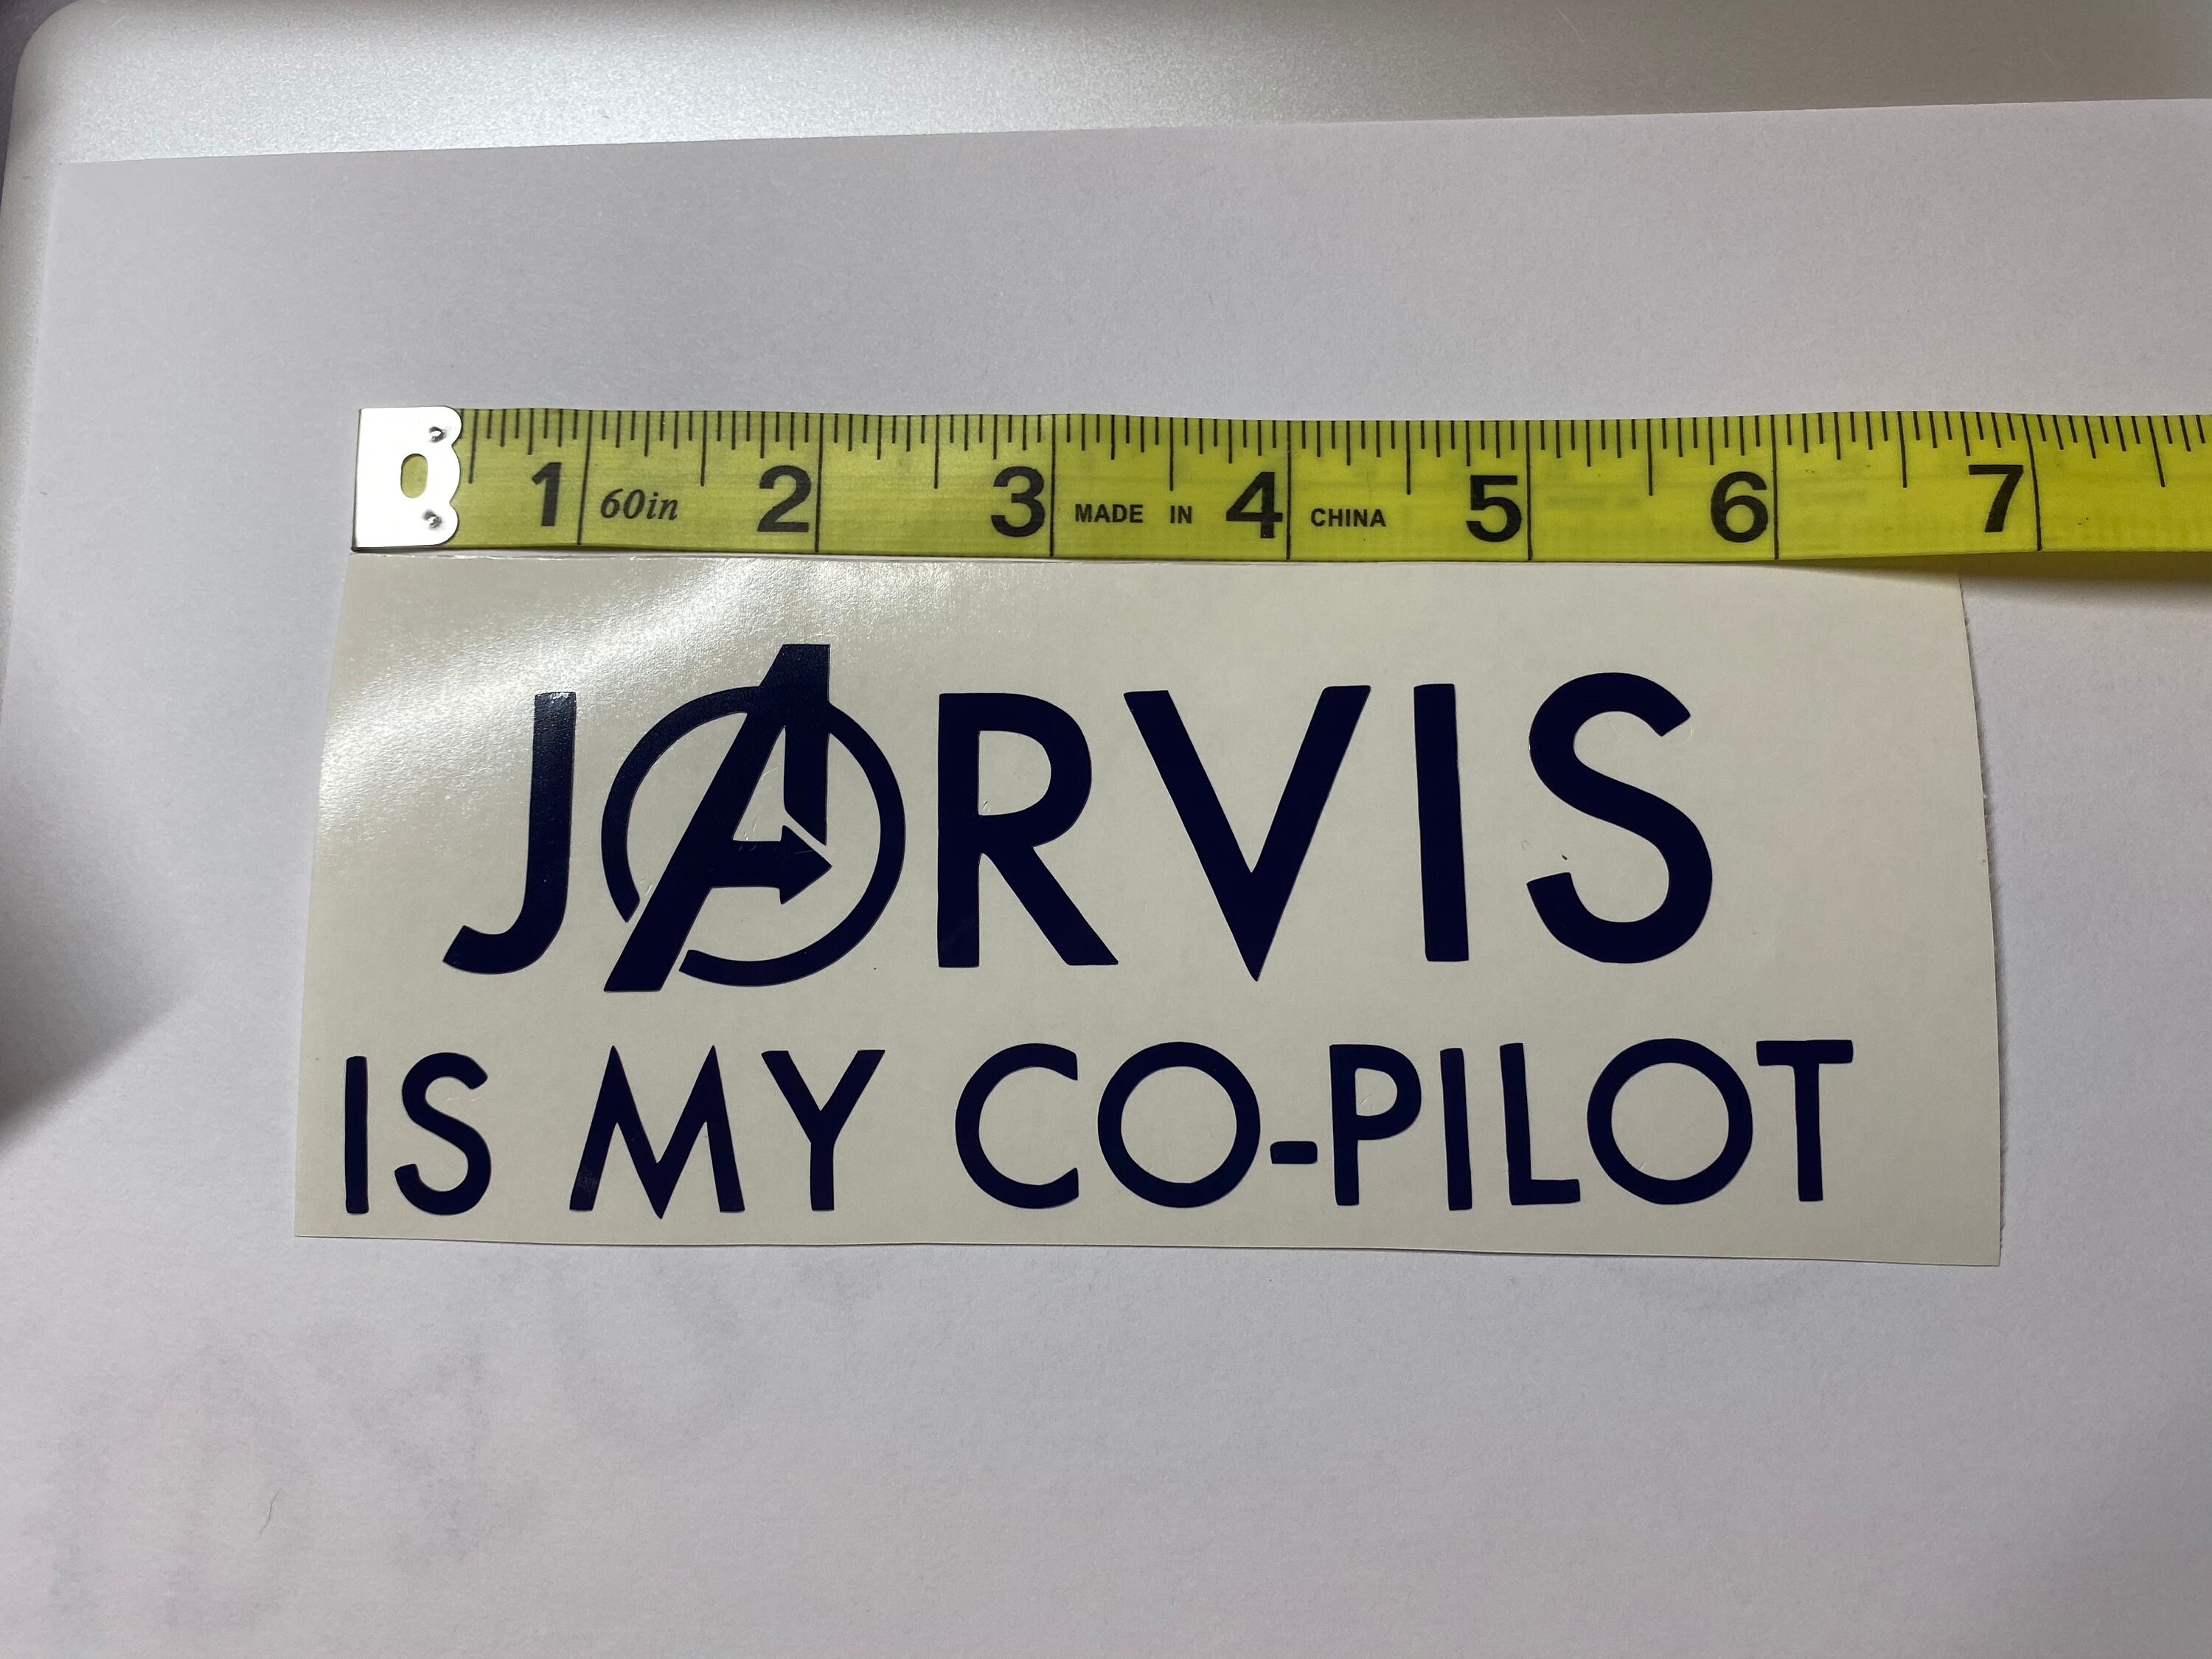 1 60in 2 3 MADE IN 4 CHINA 5 6 7
JARVIS
IS MY CO-PILOT